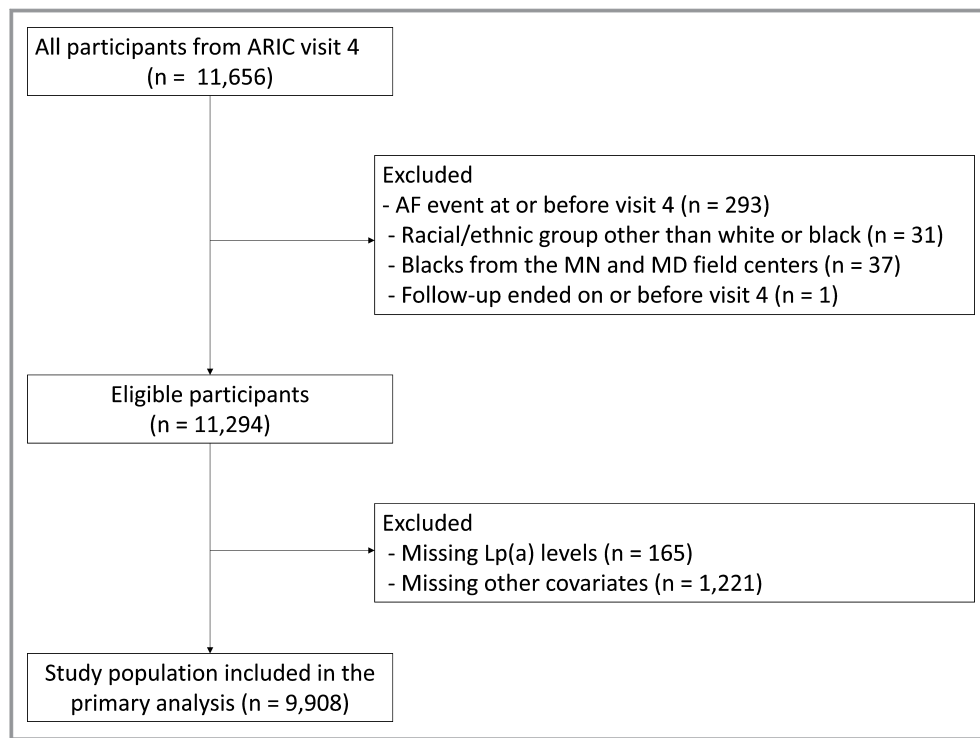 All participants from ARIC visit 4
(n = 11,656)
Excluded
- AF event at or before visit 4 (n = 293)
- Racial/ethnic group other than white or black (n = 31)
- Blacks from the MN and MD field centers (n = 37)
- Follow-up ended on or before visit 4 (n = 1)
Eligible participants
(n = 11,294)
Excluded
- Missing Lp(a) levels (n = 165)
- Missing other covariates (n = 1,221)
Study population included in the
primary analysis (n = 9,908)